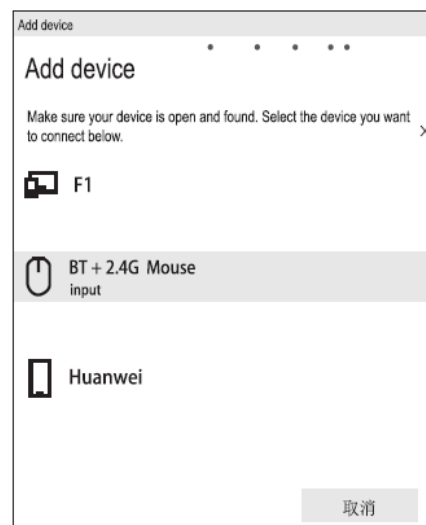 Add device
Add device
Make sure your device is open and found. Select the device you want
to connect below.
F1
BT + 2.4G Mouse
input
Huanwei
取消